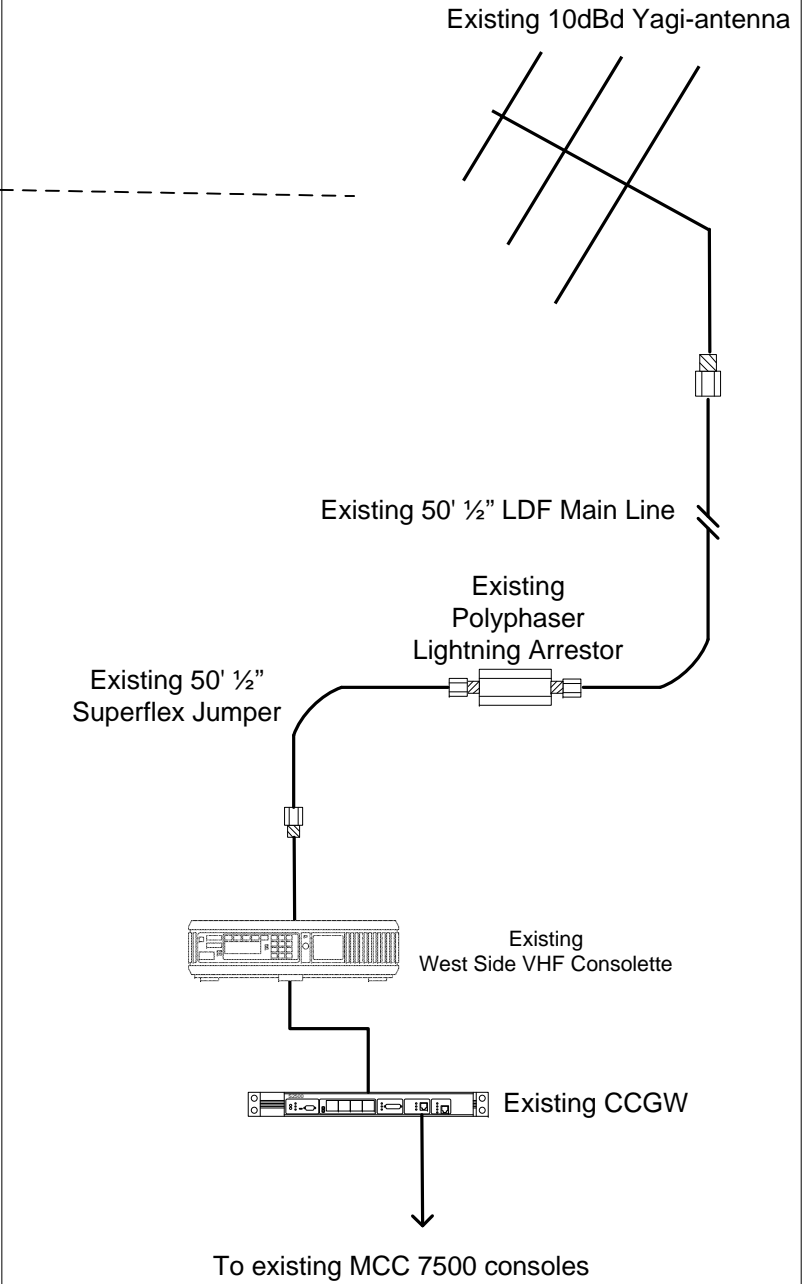 Existing 10dBd Yagi-antenna
Existing 50' ½” LDF Main Line
Existing
Polyphaser
Lightning Arrestor
Existing 50' ½”
Superflex Jumper
Existing
West Side VHF Consolette
Existing CCGW
To existing MCC 7500 consoles